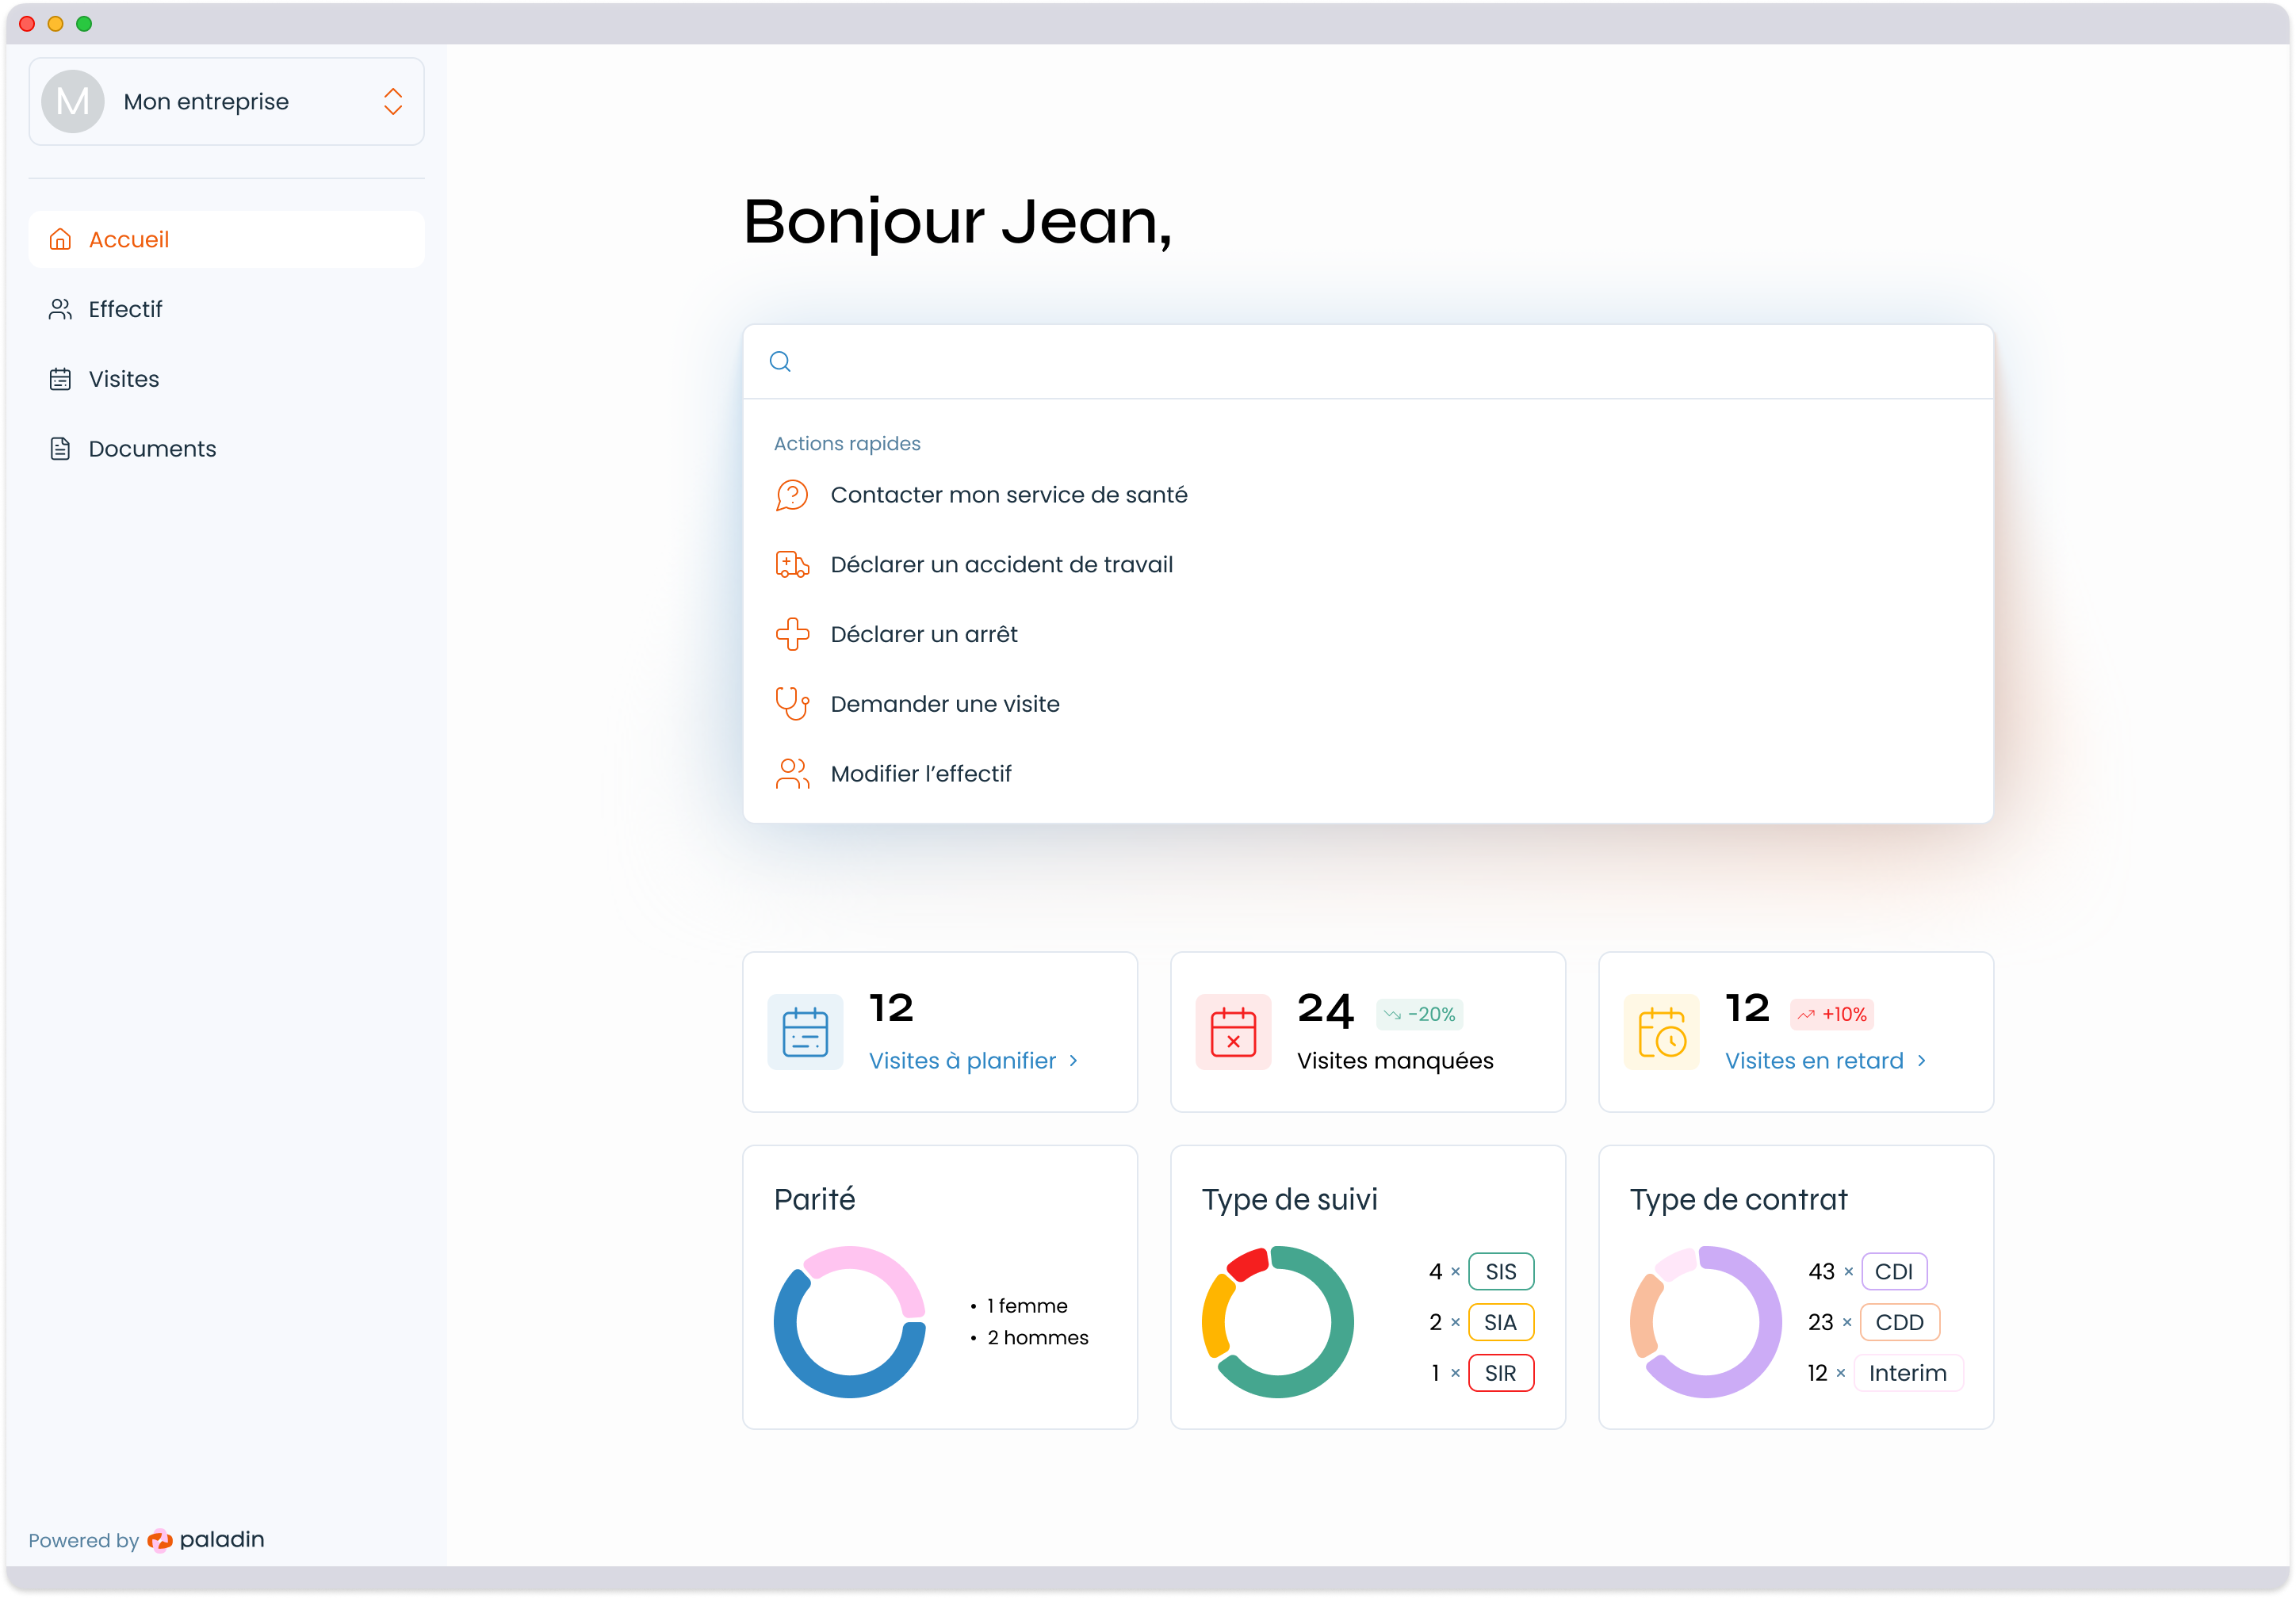 M
Mon entreprise
Accueil
Effectif
Visites
Documents
Powered by paladin
Bonjour Jean,
Actions rapides
Contacter mon service de santé
Déclarer un accident de travail
Déclarer un arrêt
Demander une visite
Modifier l’effectif
12
Visites à planifier
24 -20%
Visites manquées
12 +10%
Visites en retard
Parité
• 1 femme
• 2 hommes
Type de suivi
4 × SIS
2 × SIA
1 × SIR
Type de contrat
43 × CDI
23 × CDD
12 × Interim